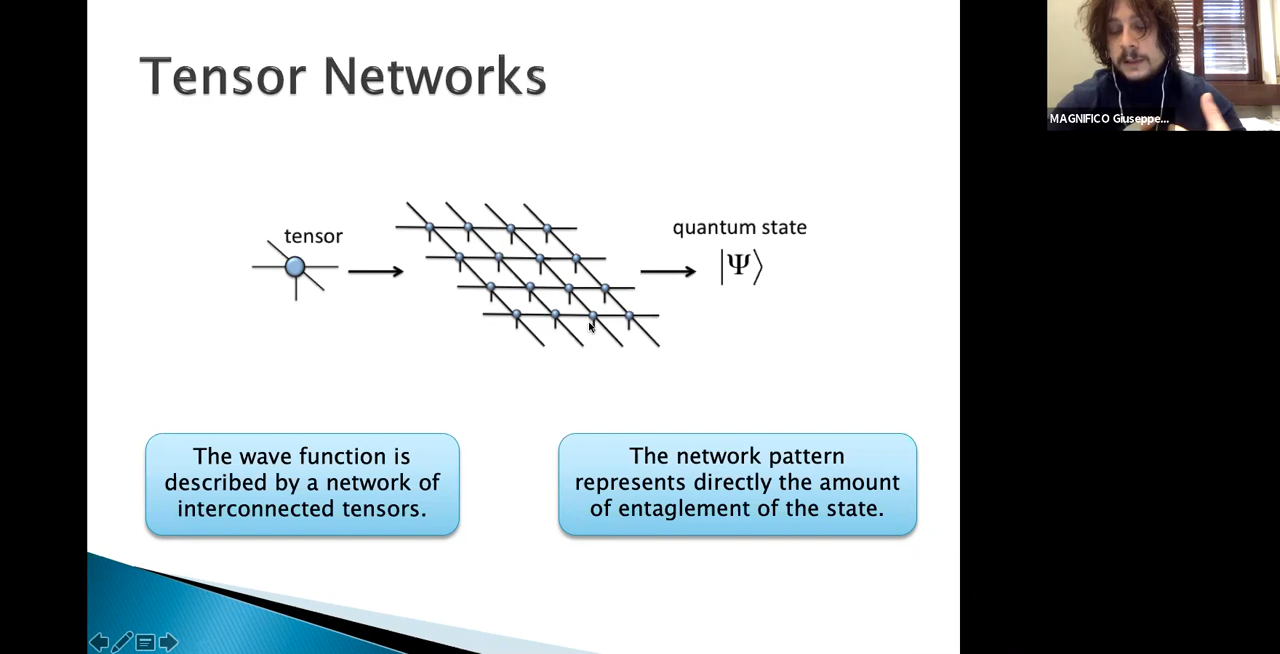 Tensor Networks
tensor
quantum state
|Ψ⟩
The wave function is
described by a network of
interconnected tensors.
The network pattern
represents directly the amount
of entaglement of the state.
MAGNIFICO Giuseppe...